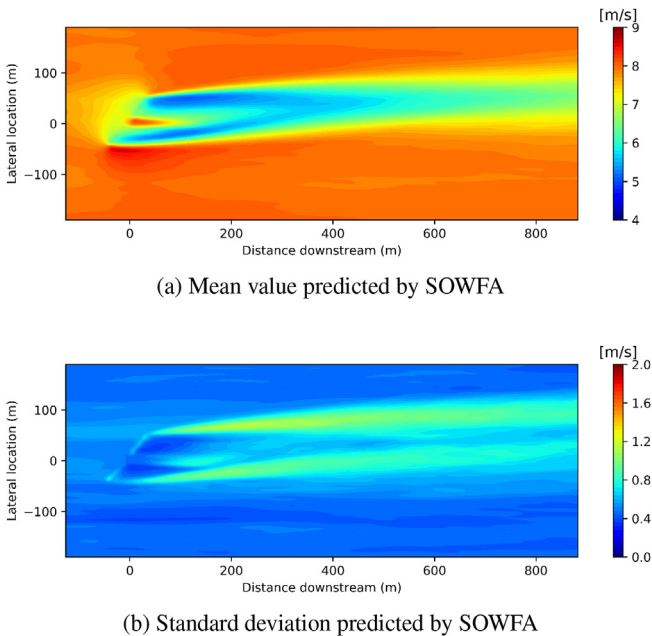 [m/s]
9
8
7
6
5
4
Lateral location (m)
100
0
−100
0 200 400 600 800
Distance downstream (m)
(a) Mean value predicted by SOWFA
[m/s]
2.0
1.6
1.2
0.8
0.4
0.0
Lateral location (m)
100
0
−100
0 200 400 600 800
Distance downstream (m)
(b) Standard deviation predicted by SOWFA